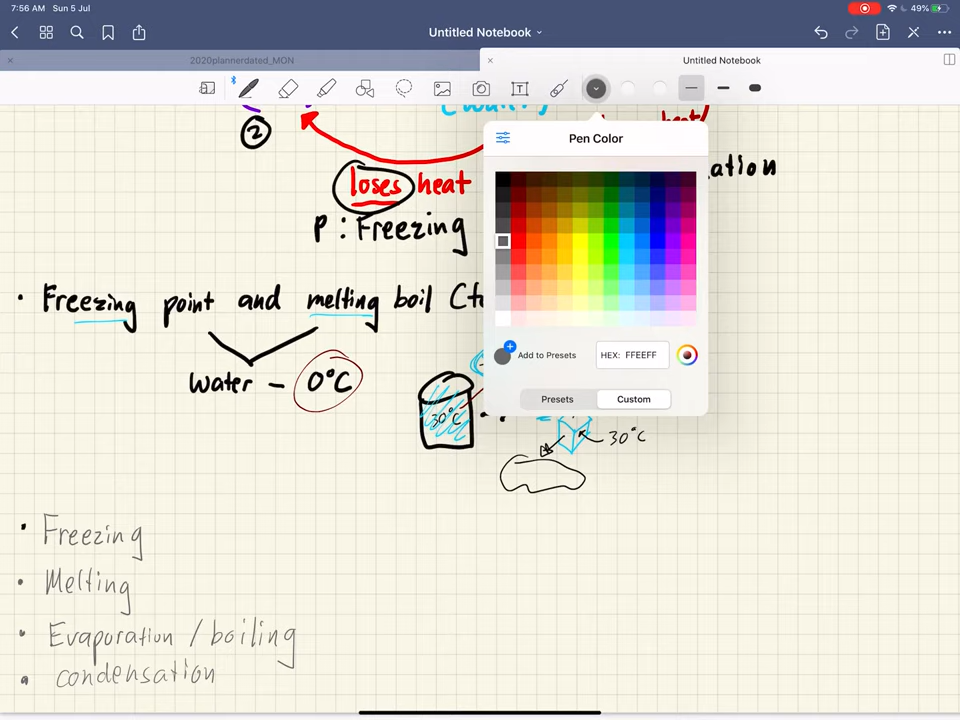 7:56 AM Sun 5 Jul
49%
Untitled Notebook
2020plannerdated_MON
Untitled Notebook
2
loses heat
P : Freezing
Pen Color
Add to Presets
HEX: FFEEFF
Presets
Custom
heat
ation
• Freezing point and melting boil (t
Water – 0°C
30°C
30°C
• Freezing
• Melting
• Evaporation / boiling
• condensation